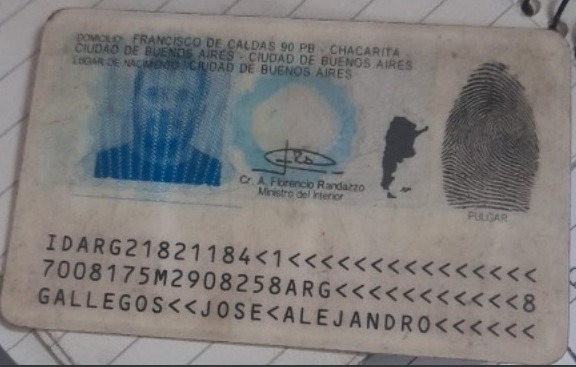 DOMICILIO: FRANCISCO DE CALDAS 90 PB - CHACARITA
CIUDAD DE BUENOS AIRES - CIUDAD DE BUENOS AIRES
LUGAR DE NACIMIENTO: CIUDAD DE BUENOS AIRES
Cr. A. Florencio Randazzo
Ministro del Interior
PULGAR
IDARG21821184<1<<<<<<<<<<<<<<<
7008175M2908258ARG<<<<<<<<<<<8
GALLEGOS<<JOSE<ALEJANDRO<<<<<<